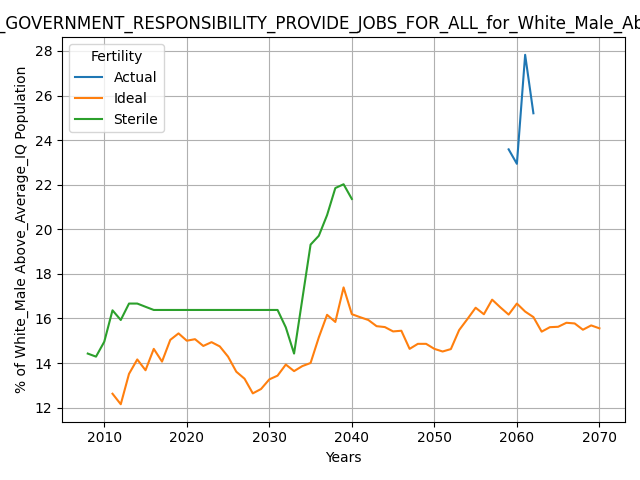 _GOVERNMENT_RESPONSIBILITY_PROVIDE_JOBS_FOR_ALL_for_White_Male_Ab
Fertility
Actual
Ideal
Sterile
% of White_Male Above_Average_IQ Population
28
26
24
22
20
18
16
14
12
2010 2020 2030 2040 2050 2060 2070
Years